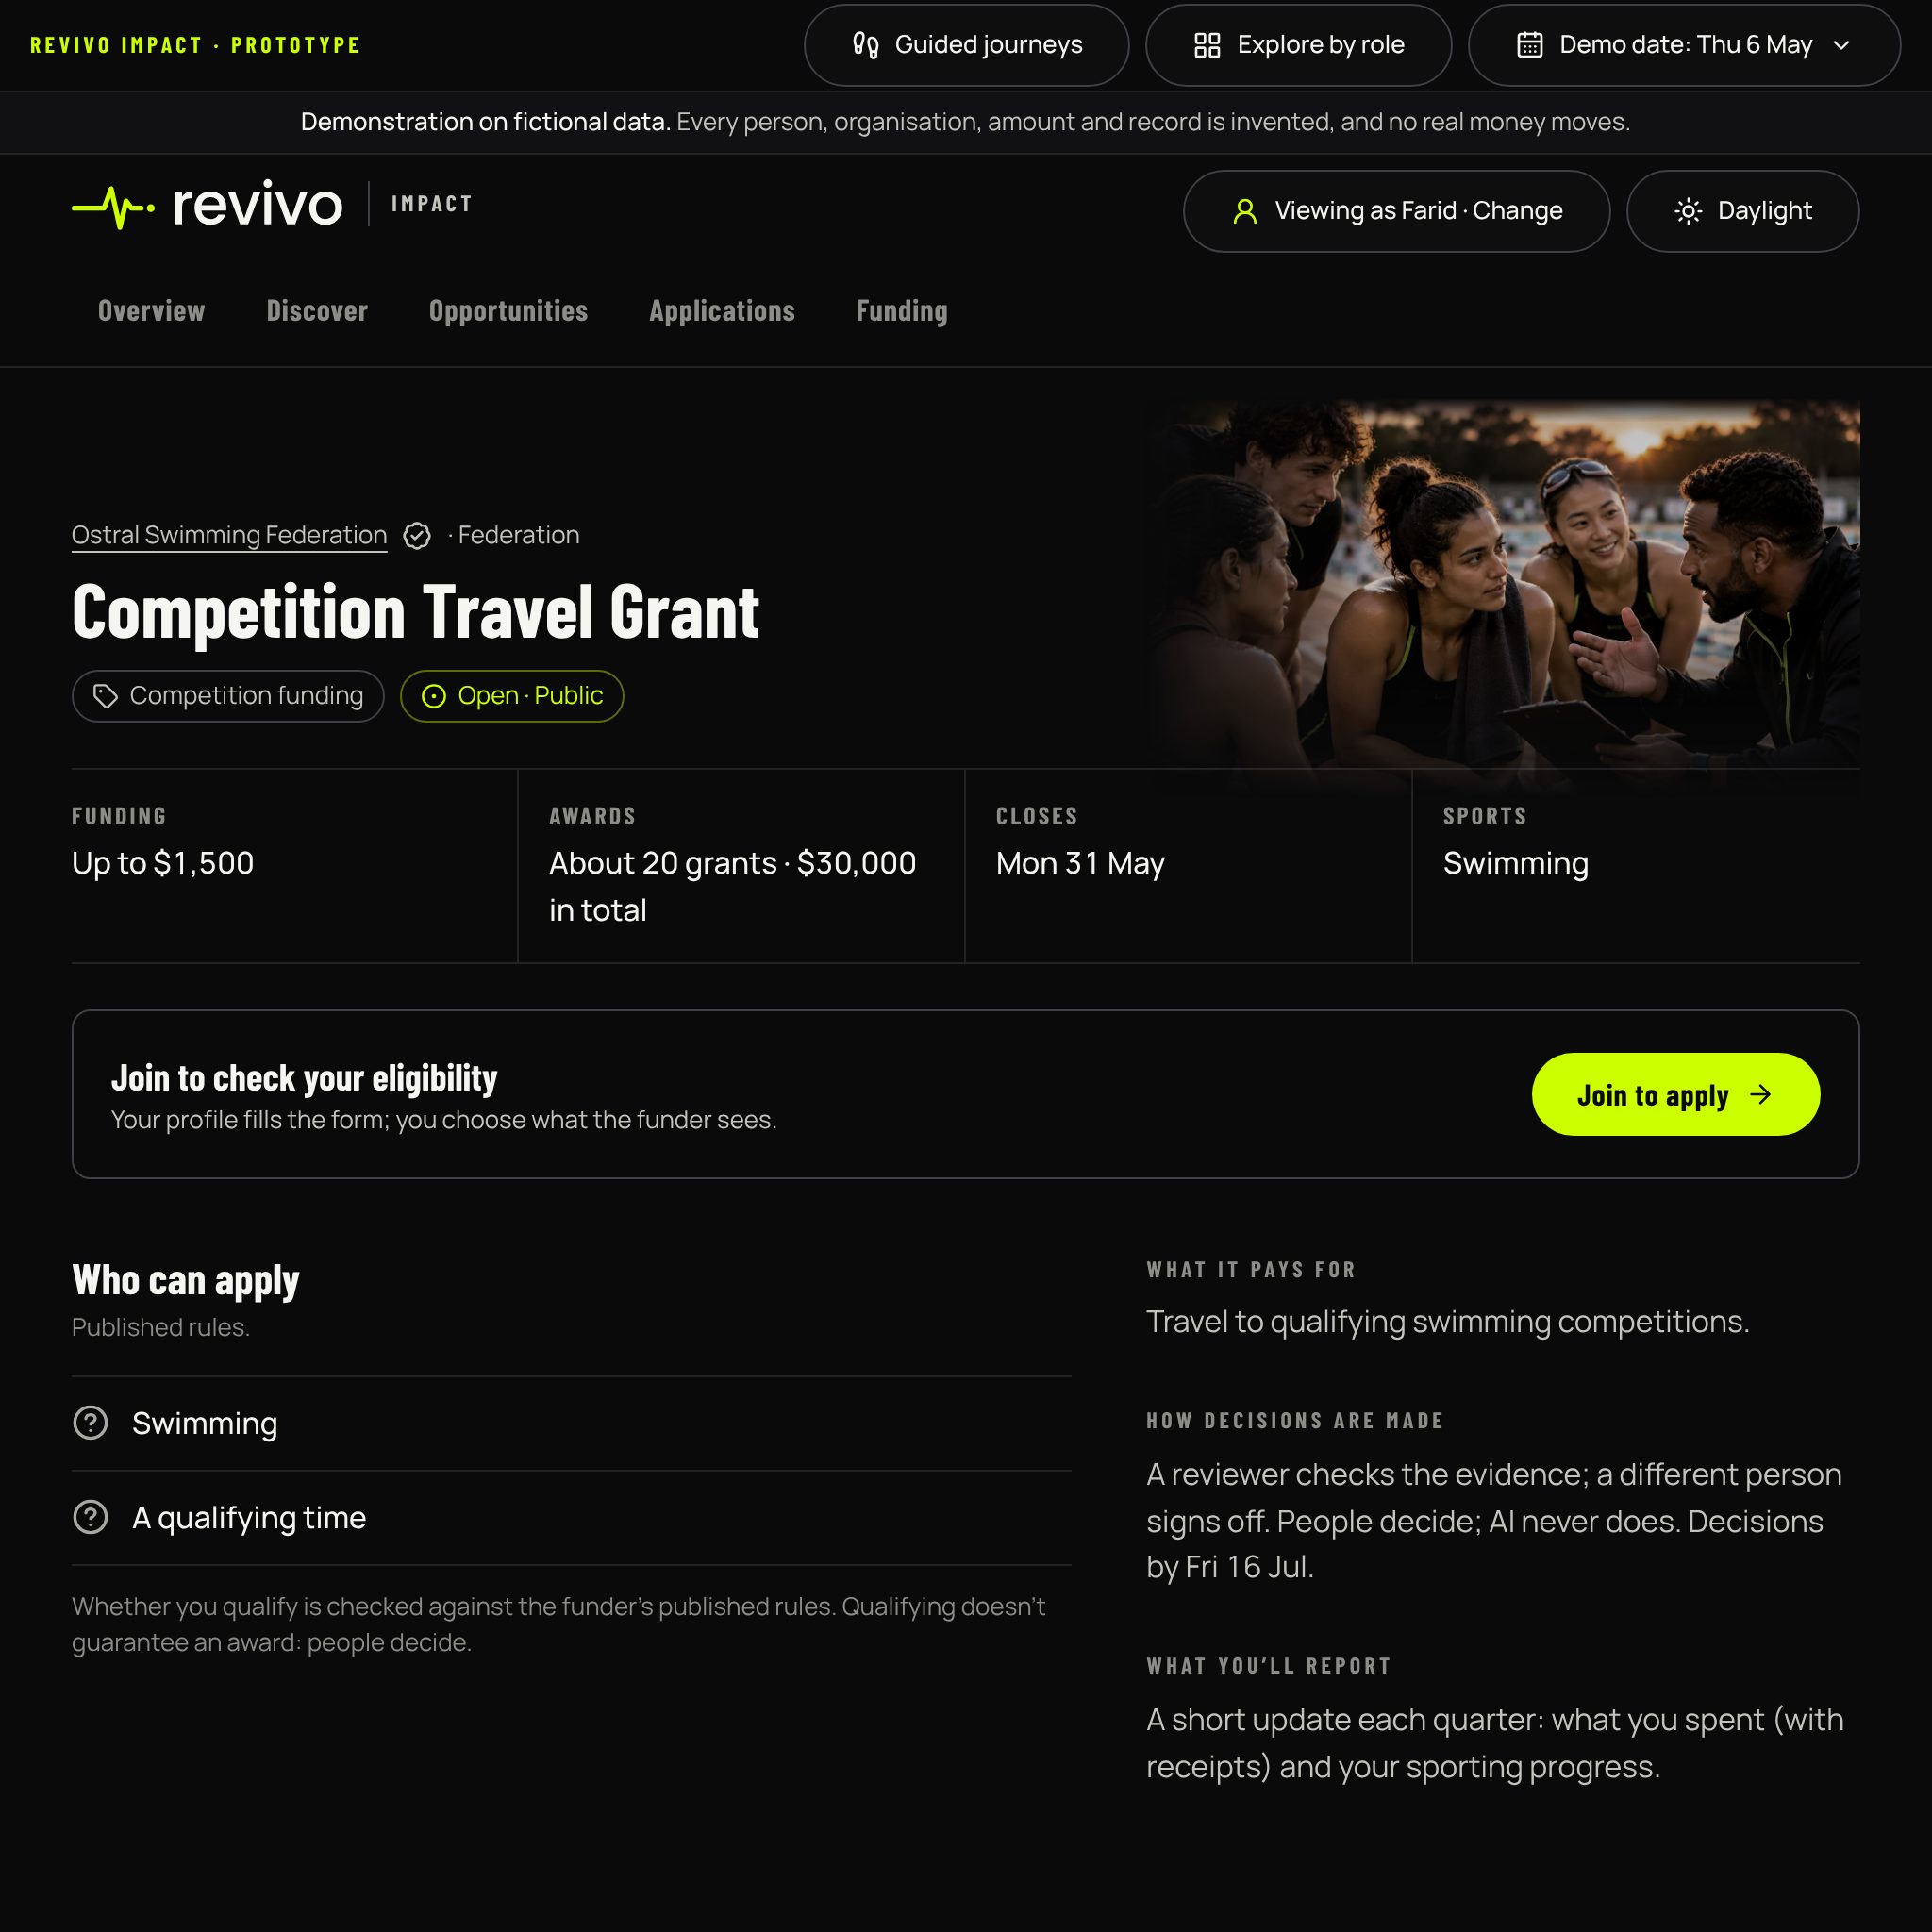 REVIVO IMPACT · PROTOTYPE
Guided journeys
Explore by role
Demo date: Thu 6 May
Demonstration on fictional data. Every person, organisation, amount and record is invented, and no real money moves.
revivo
IMPACT
Viewing as Farid · Change
Daylight
Overview
Discover
Opportunities
Applications
Funding
Ostral Swimming Federation · Federation
Competition Travel Grant
Competition funding
Open · Public
FUNDING
Up to $1,500
AWARDS
About 20 grants · $30,000
in total
CLOSES
Mon 31 May
SPORTS
Swimming
Join to check your eligibility
Your profile fills the form; you choose what the funder sees.
Join to apply
Who can apply
Published rules.
Swimming
A qualifying time
Whether you qualify is checked against the funder’s published rules. Qualifying doesn’t
guarantee an award: people decide.
WHAT IT PAYS FOR
Travel to qualifying swimming competitions.
HOW DECISIONS ARE MADE
A reviewer checks the evidence; a different person
signs off. People decide; AI never does. Decisions
by Fri 16 Jul.
WHAT YOU’LL REPORT
A short update each quarter: what you spent (with
receipts) and your sporting progress.